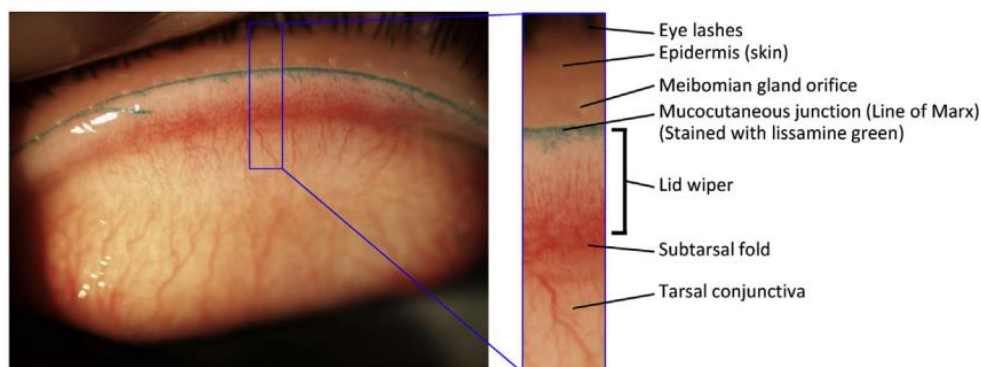 Eye lashes
Epidermis (skin)
Meibomian gland orifice
Mucocutaneous junction (Line of Marx)
(Stained with lissamine green)
Lid wiper
Subtarsal fold
Tarsal conjunctiva